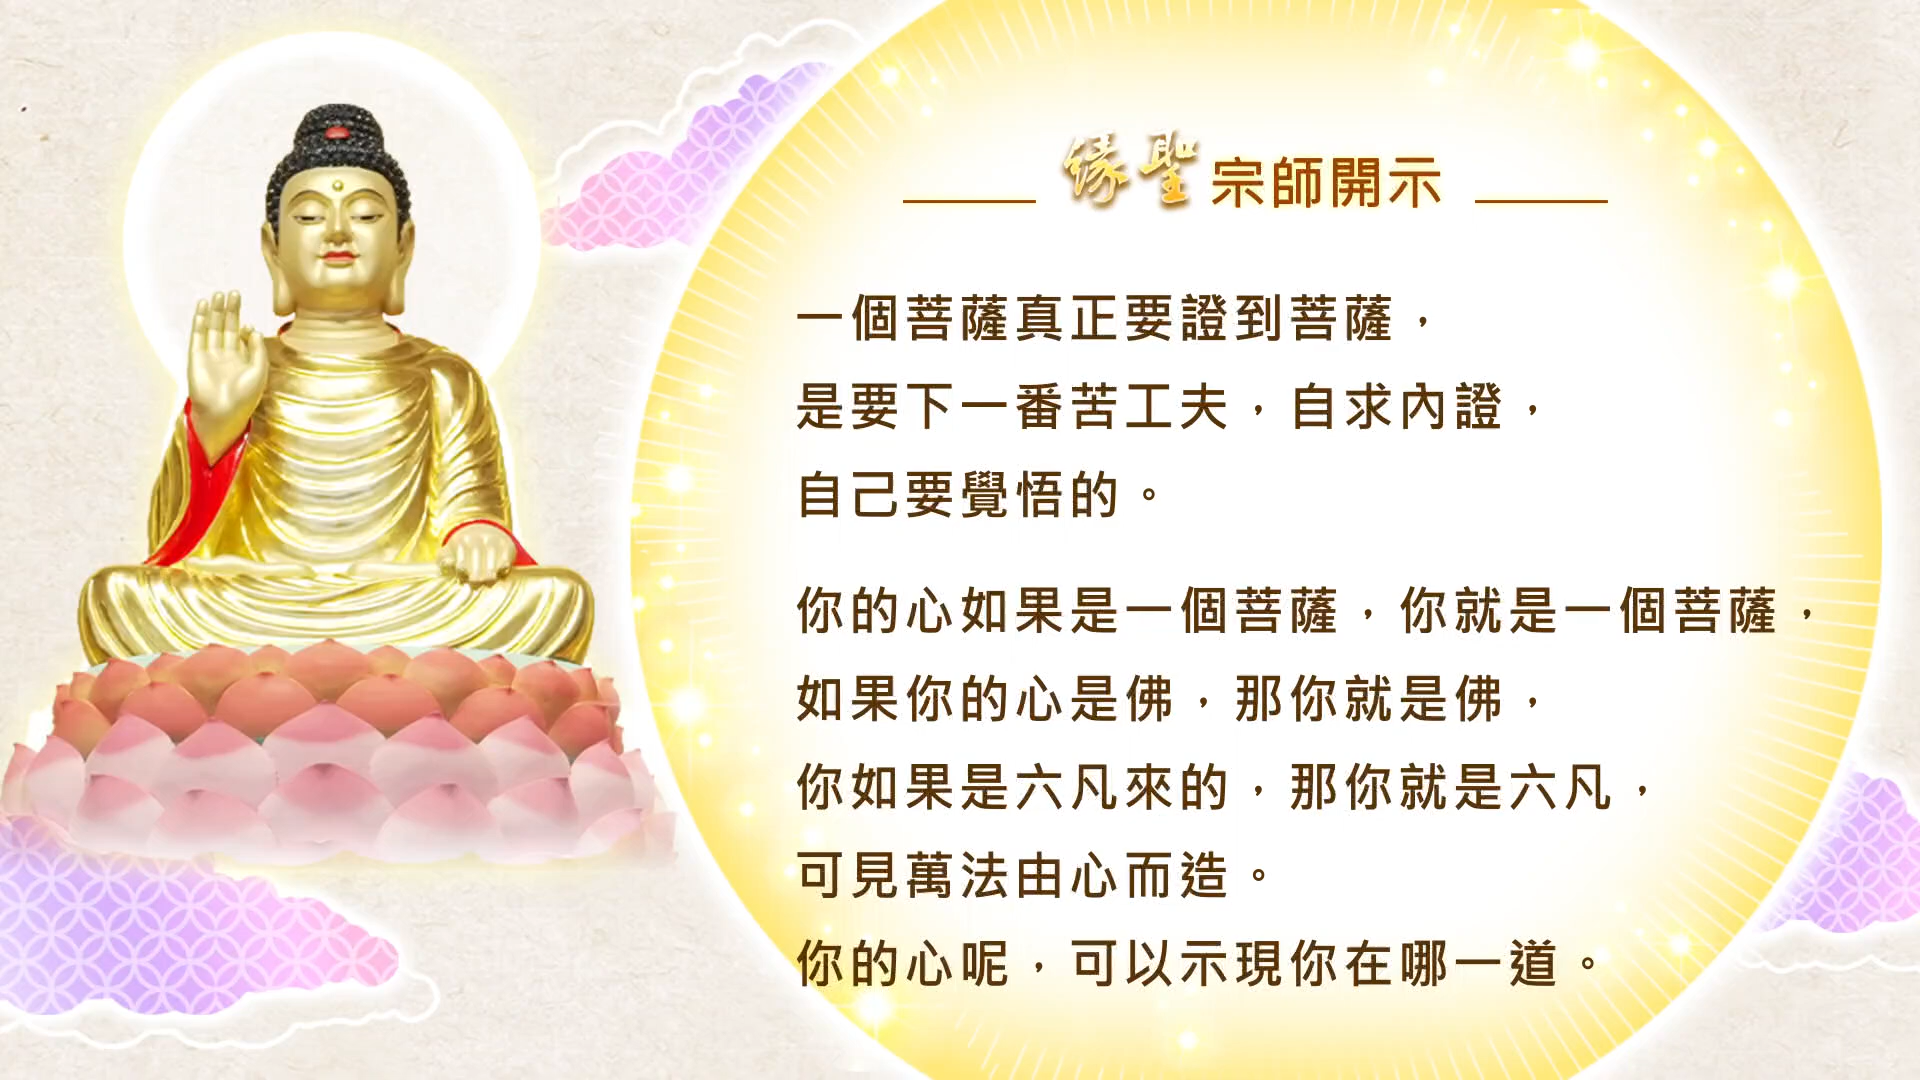 緣聖宗師開示
一個菩薩真正要證到菩薩，
是要下一番苦工夫，自求內證，
自己要覺悟的。
你的心如果是一個菩薩，你就是一個菩薩，
如果你的心是佛，那你就是佛，
你如果是六凡來的，那你就是六凡，
可見萬法由心而造。
你的心呢，可以示現你在哪一道。